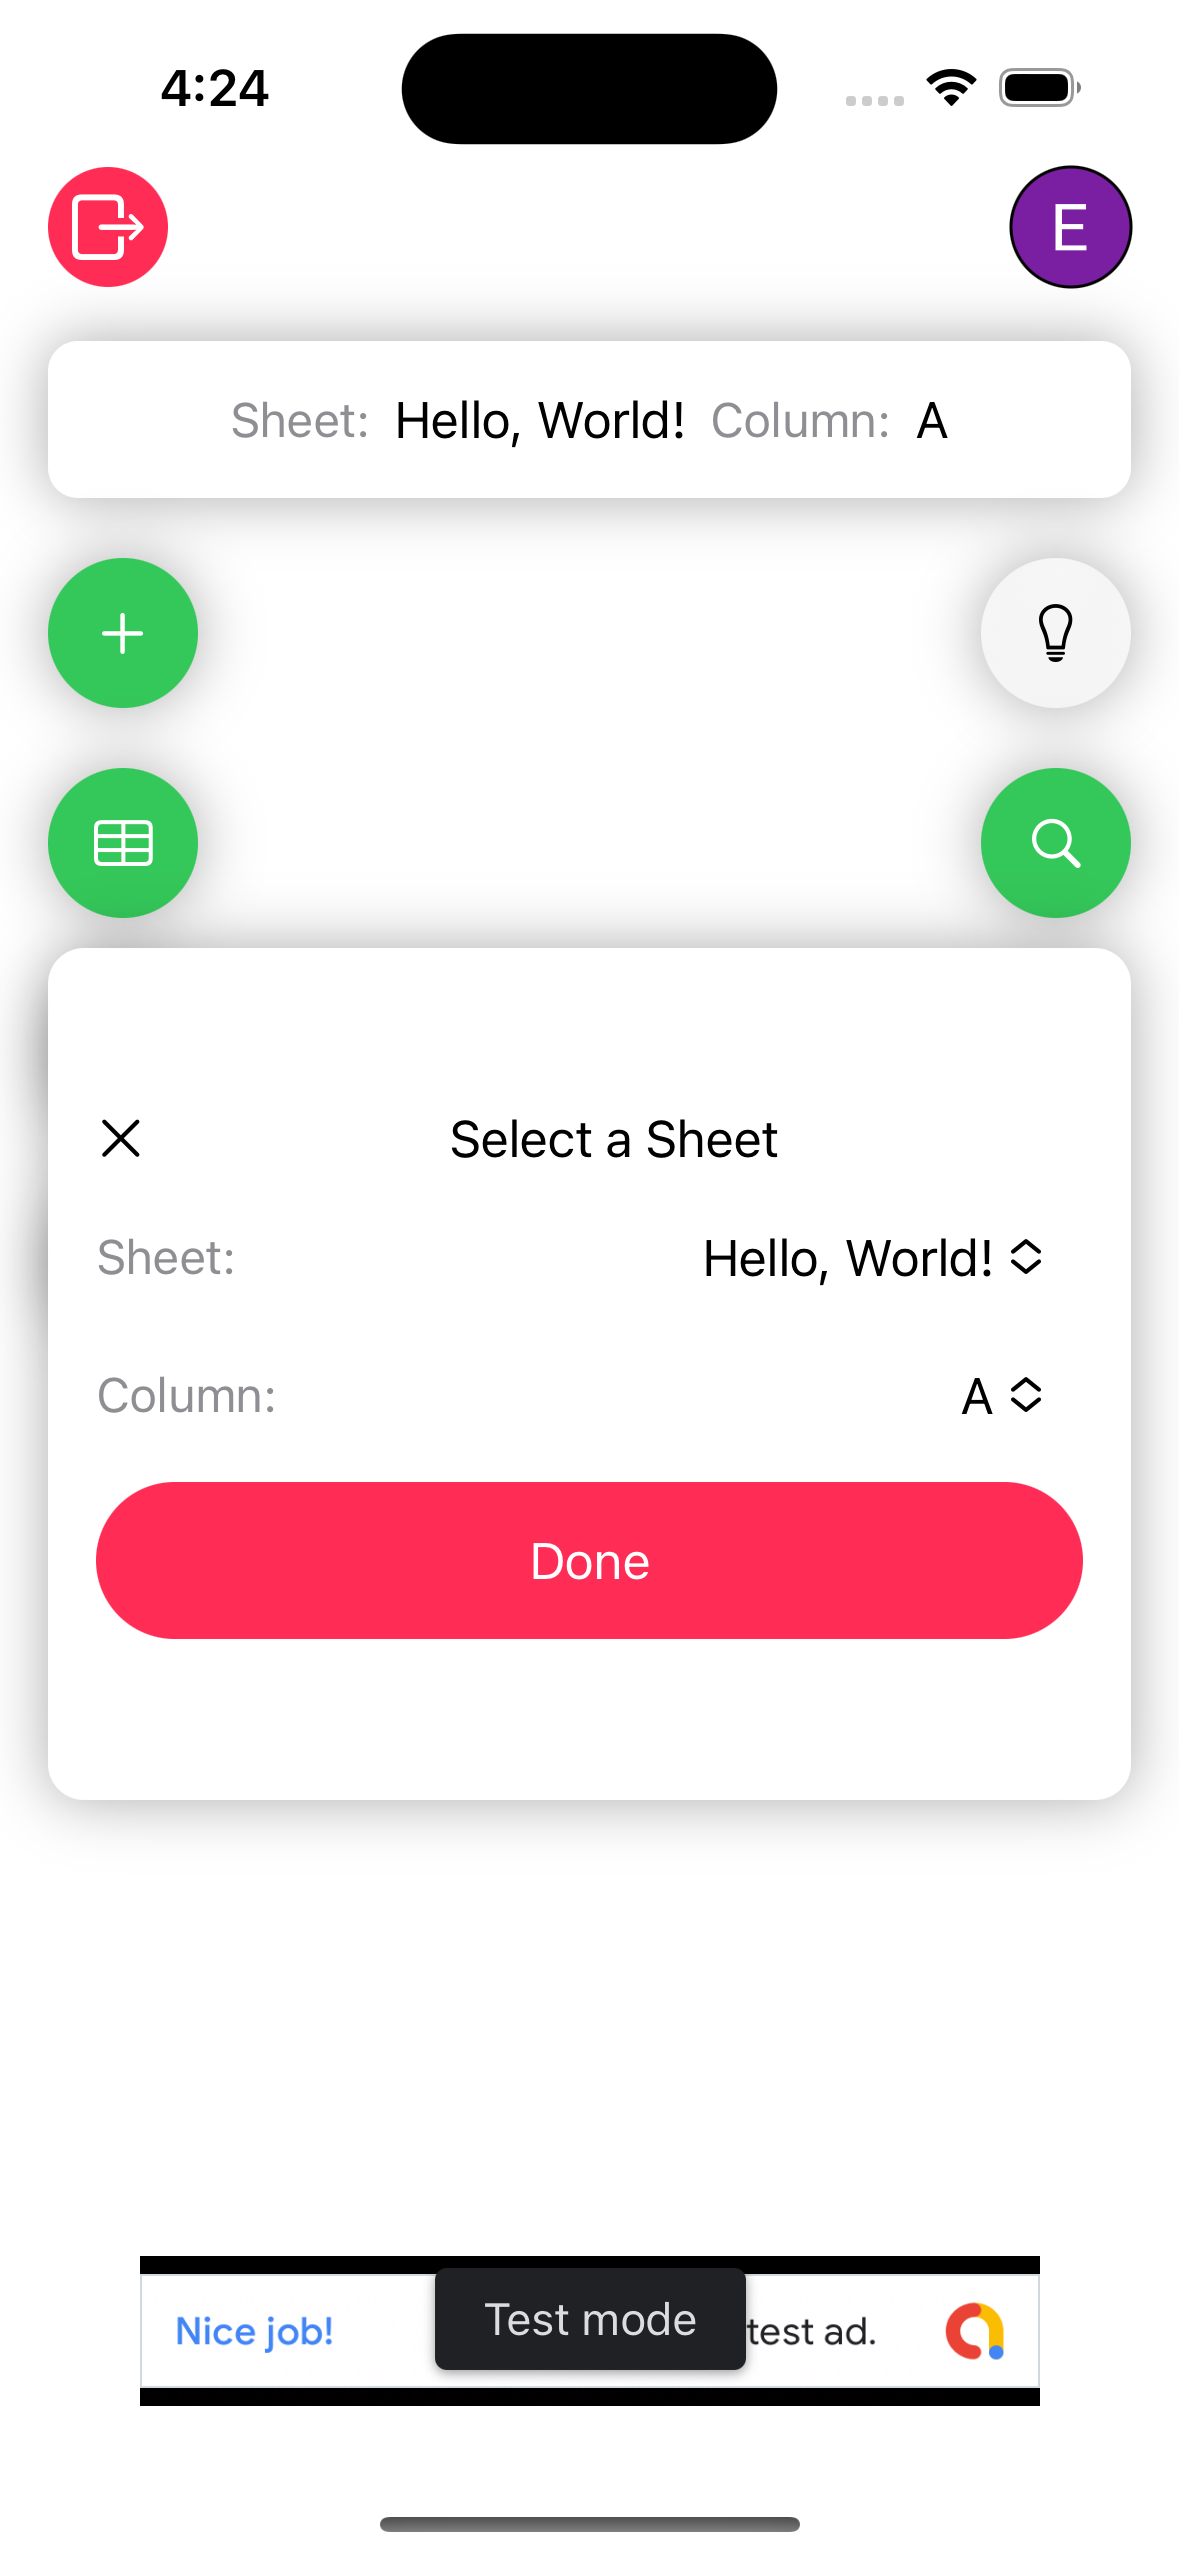 4:24
E
Sheet: Hello, World! Column: A
Select a Sheet
Sheet: Hello, World!
Column: A
Done
Nice job! test ad.
Test mode